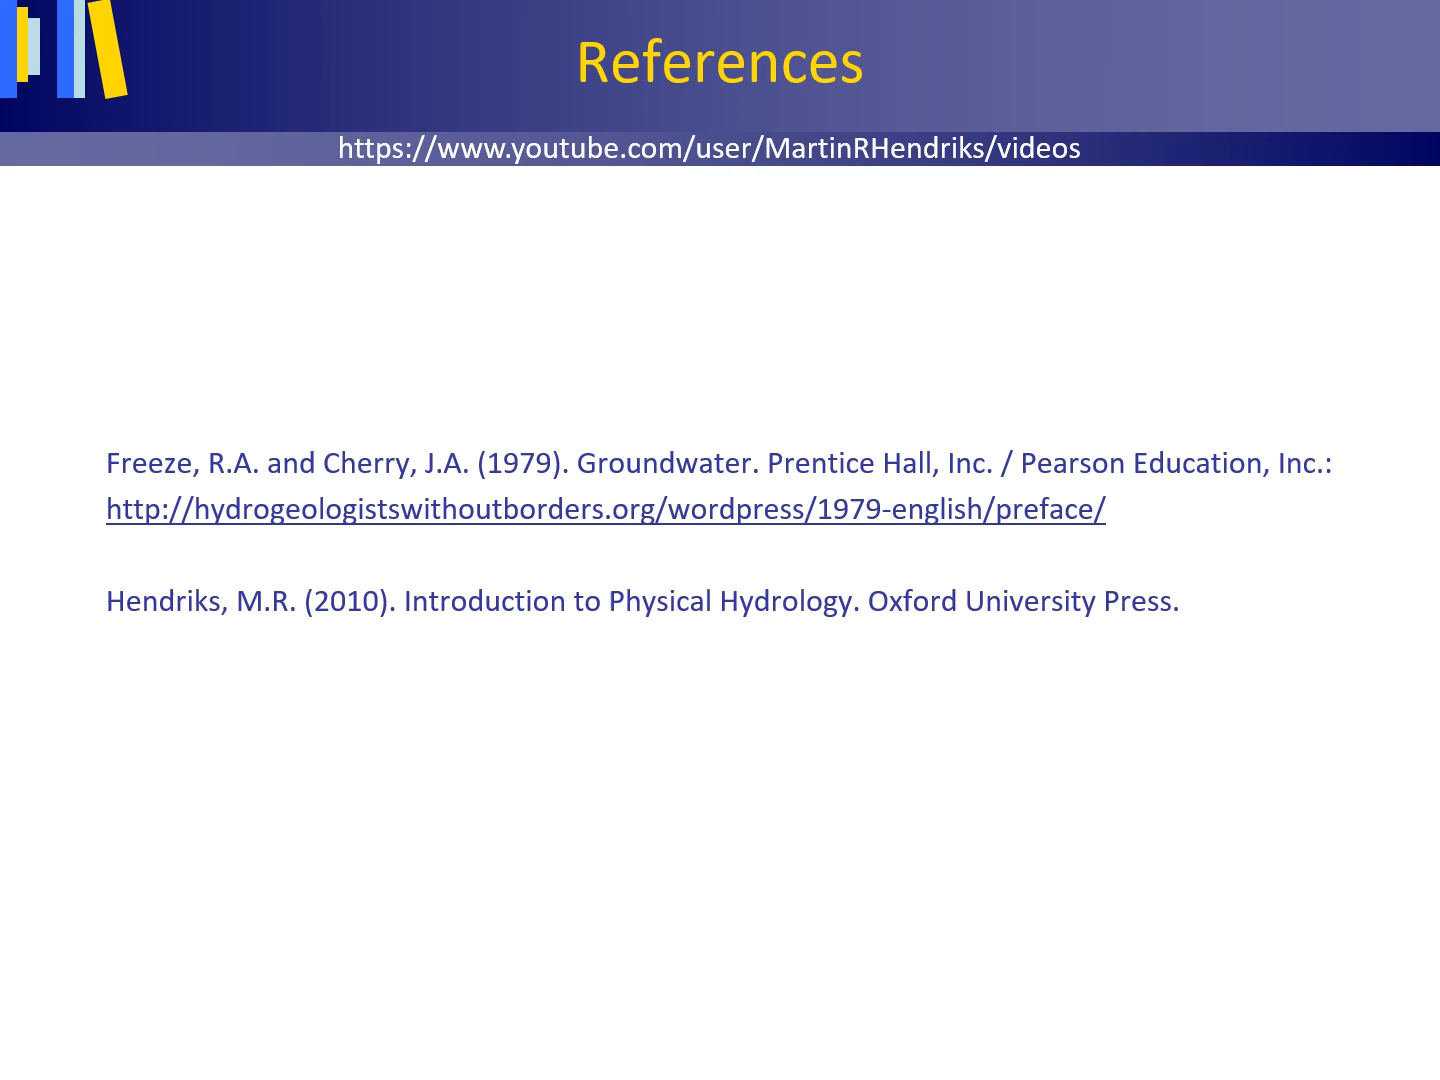 References
https://www.youtube.com/user/MartinRHendriks/videos
Freeze, R.A. and Cherry, J.A. (1979). Groundwater. Prentice Hall, Inc. / Pearson Education, Inc.:
http://hydrogeologistswithoutborders.org/wordpress/1979-english/preface/
Hendriks, M.R. (2010). Introduction to Physical Hydrology. Oxford University Press.